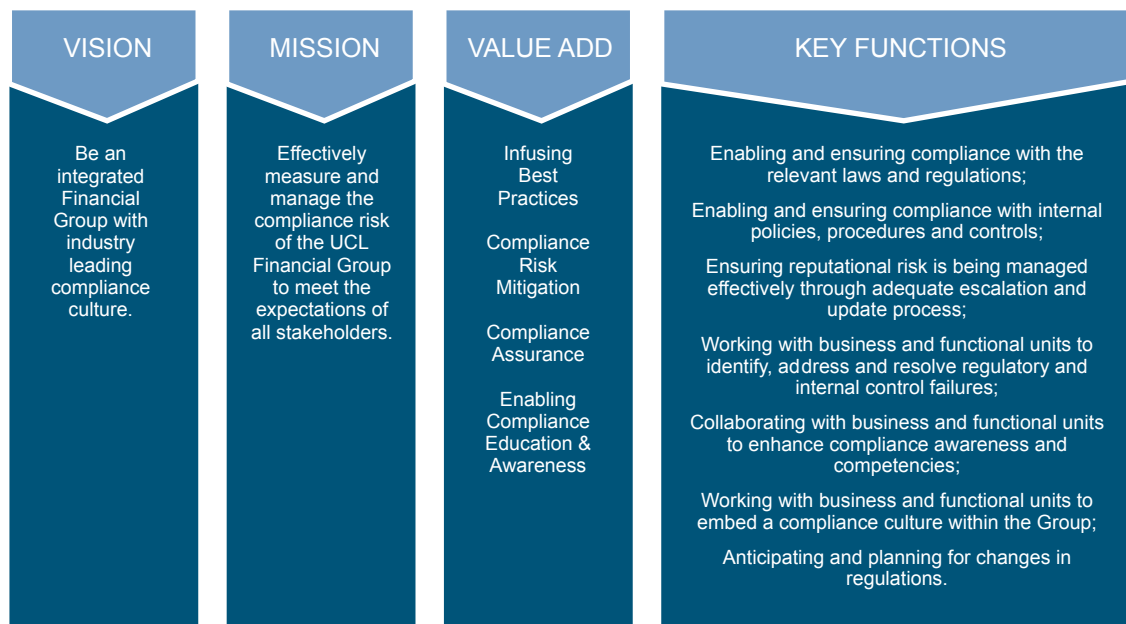 VISION
Be an
integrated
Financial
Group with
industry
leading
compliance
culture.
MISSION
Effectively
measure and
manage the
compliance risk
of the UCL
Financial Group
to meet the
expectations of
all stakeholders.
VALUE ADD
Infusing
Best
Practices
Compliance
Risk
Mitigation
Compliance
Assurance
Enabling
Compliance
Education &
Awareness
KEY FUNCTIONS
Enabling and ensuring compliance with the
relevant laws and regulations;
Enabling and ensuring compliance with internal
policies, procedures and controls;
Ensuring reputational risk is being managed
effectively through adequate escalation and
update process;
Working with business and functional units to
identify, address and resolve regulatory and
internal control failures;
Collaborating with business and functional units
to enhance compliance awareness and
competencies;
Working with business and functional units to
embed a compliance culture within the Group;
Anticipating and planning for changes in
regulations.